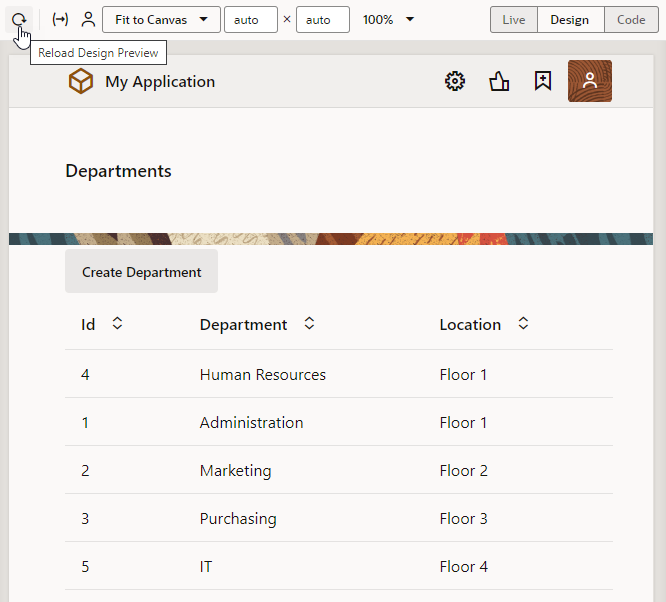 Fit to Canvas auto × auto 100% Live Design Code
Reload Design Preview
My Application
Departments
Create Department
Id Department Location
4 Human Resources Floor 1
1 Administration Floor 1
2 Marketing Floor 2
3 Purchasing Floor 3
5 IT Floor 4